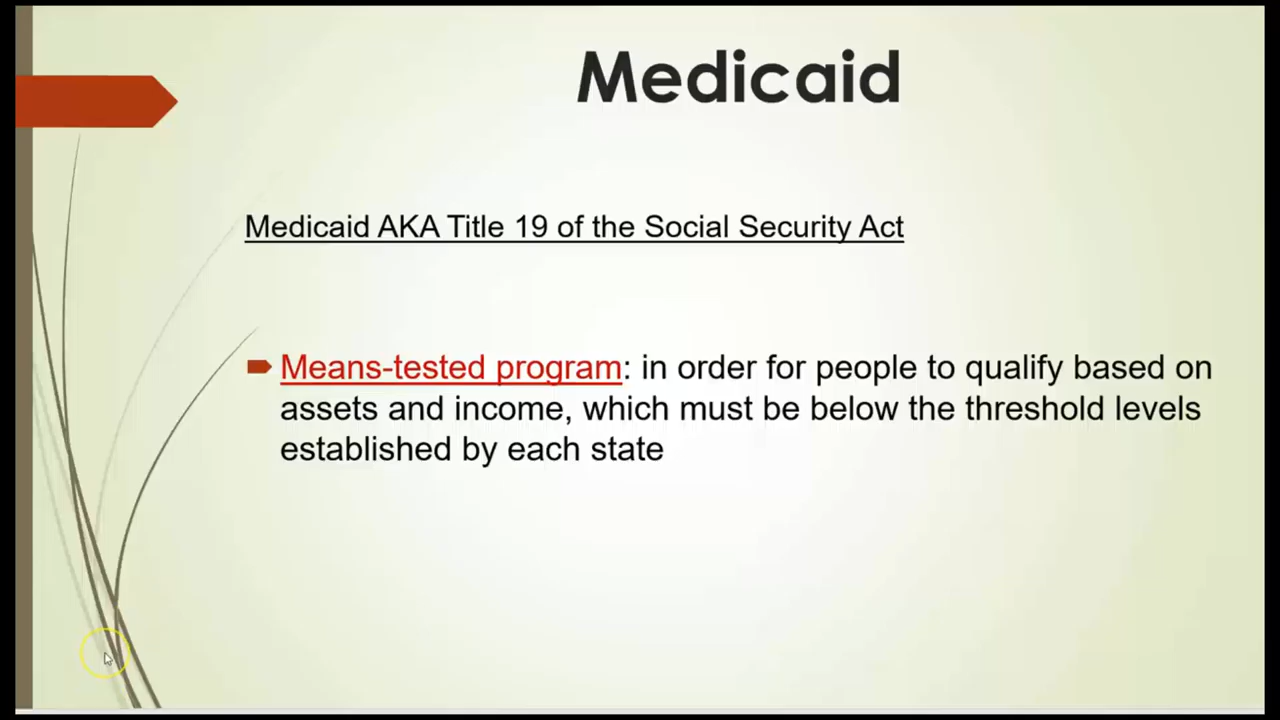 Medicaid
Medicaid AKA Title 19 of the Social Security Act
Means-tested program: in order for people to qualify based on
assets and income, which must be below the threshold levels
established by each state